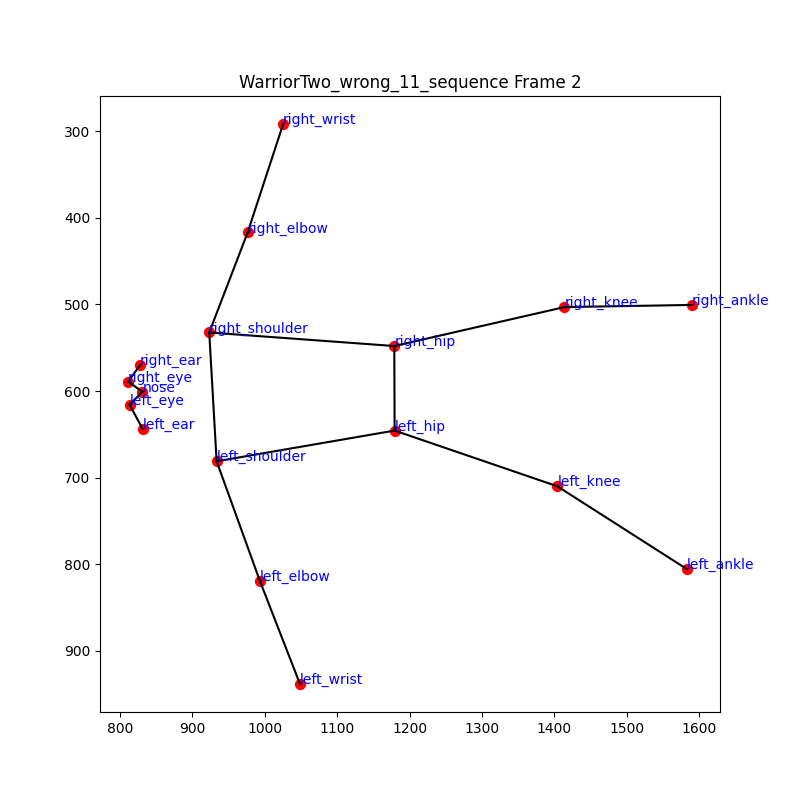 WarriorTwo_wrong_11_sequence Frame 2
300
400
500
600
700
800
900
800
900
1000
1100
1200
1300
1400
1500
1600
right_wrist
right_elbow
right_shoulder
right_hip
right_knee
right_ankle
right_ear
right_eye
nose
left_eye
left_ear
left_shoulder
left_hip
left_knee
left_ankle
left_elbow
left_wrist